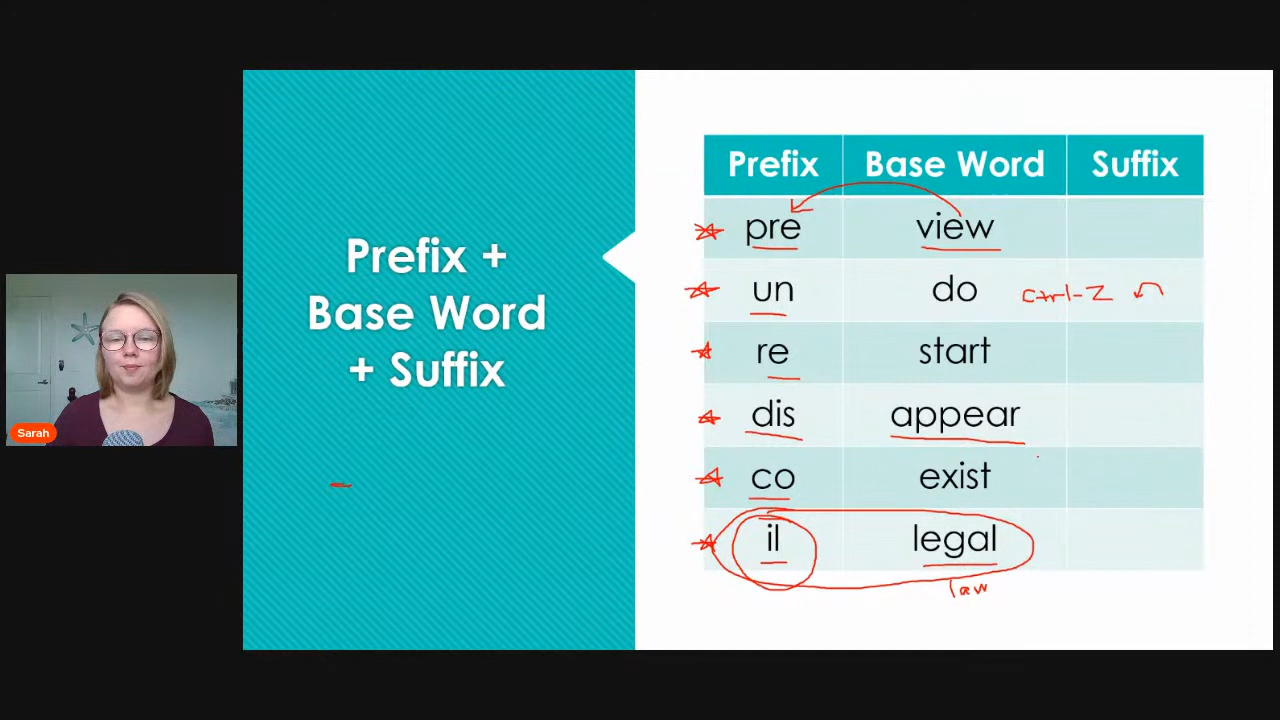 Prefix +
Base Word
+ Suffix
Sarah
Prefix Base Word Suffix
pre view
un do ctrl-Z
re start
dis appear
co exist
il legal
law